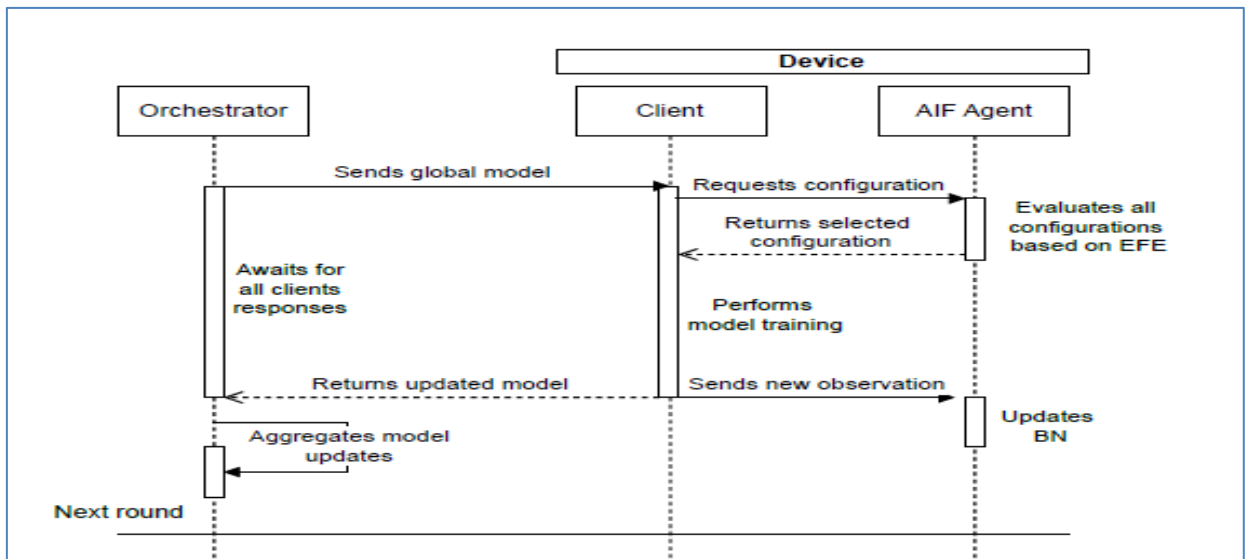 Device
Orchestrator
Client
AIF Agent
Sends global model
Requests configuration
Evaluates all
configurations
based on EFE
Returns selected
configuration
Awaits for
all clients
responses
Performs
model training
Returns updated model
Sends new observation
Updates
BN
Aggregates model
updates
Next round